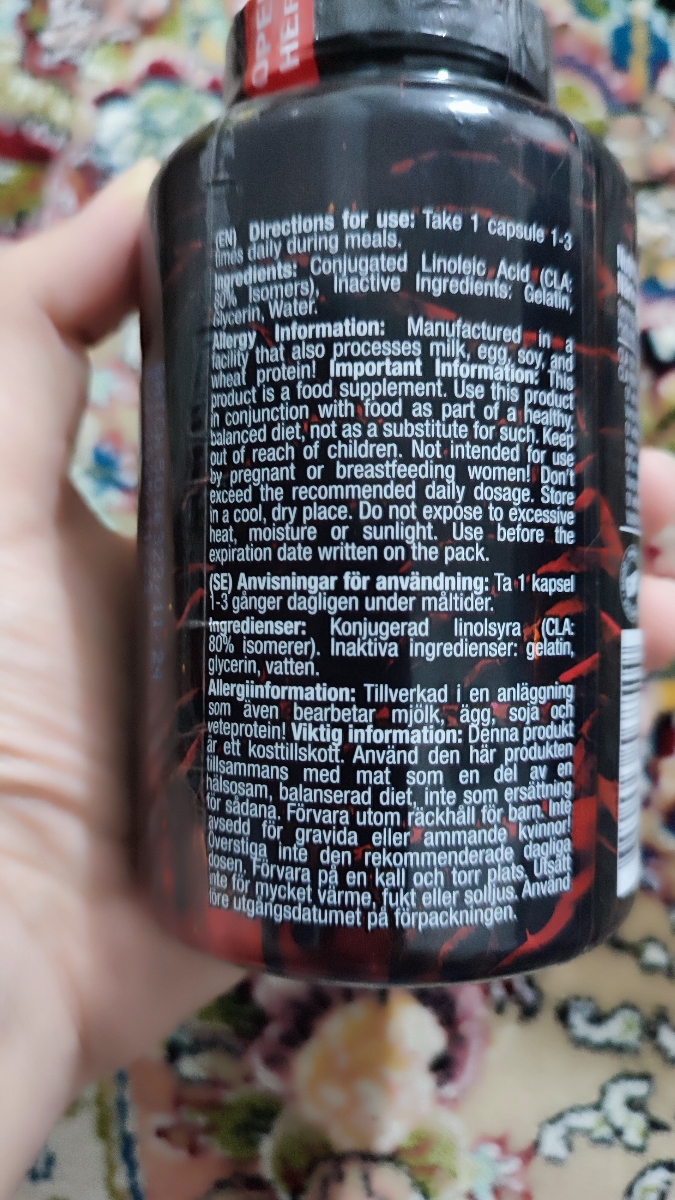 OPEN
HERE
(EN) Directions for use: Take 1 capsule 1-3
times daily during meals.
Ingredients: Conjugated Linoleic Acid (CLA:
80% Isomers), Inactive Ingredients: Gelatin,
Glycerin, Water.
Allergy Information: Manufactured in a
facility that also processes milk, egg, soy, and
wheat protein! Important Information: This
product is a food supplement. Use this product
in conjunction with food as part of a healthy,
balanced diet, not as a substitute for such. Keep
out of reach of children. Not intended for use
by pregnant or breastfeeding women! Don't
exceed the recommended daily dosage. Store
in a cool, dry place. Do not expose to excessive
heat, moisture or sunlight. Use before the
expiration date written on the pack.
(SE) Anvisningar för användning: Ta 1 kapsel
1-3 gånger dagligen under måltider.
Ingredienser: Konjugerad linolsyra (CLA:
80% isomerer). Inaktiva ingredienser: gelatin,
glycerin, vatten.
Allergiinformation: Tillverkad i en anläggning
som även bearbetar mjölk, ägg, soja och
veteprotein! Viktig information: Denna produkt
är ett kosttillskott. Använd den här produkten
tillsammans med mat som en del av en
hälsosam, balanserad diet, inte som ersättning
för sådana. Förvara utom räckhåll för barn. Inte
avsedd för gravida eller ammande kvinnor!
Överstiga inte den rekommenderade dagliga
dosen. Förvara på en kall och torr plats. Utsätt
inte för mycket värme, fukt eller solljus. Använd
före utgångsdatumet på förpackningen.